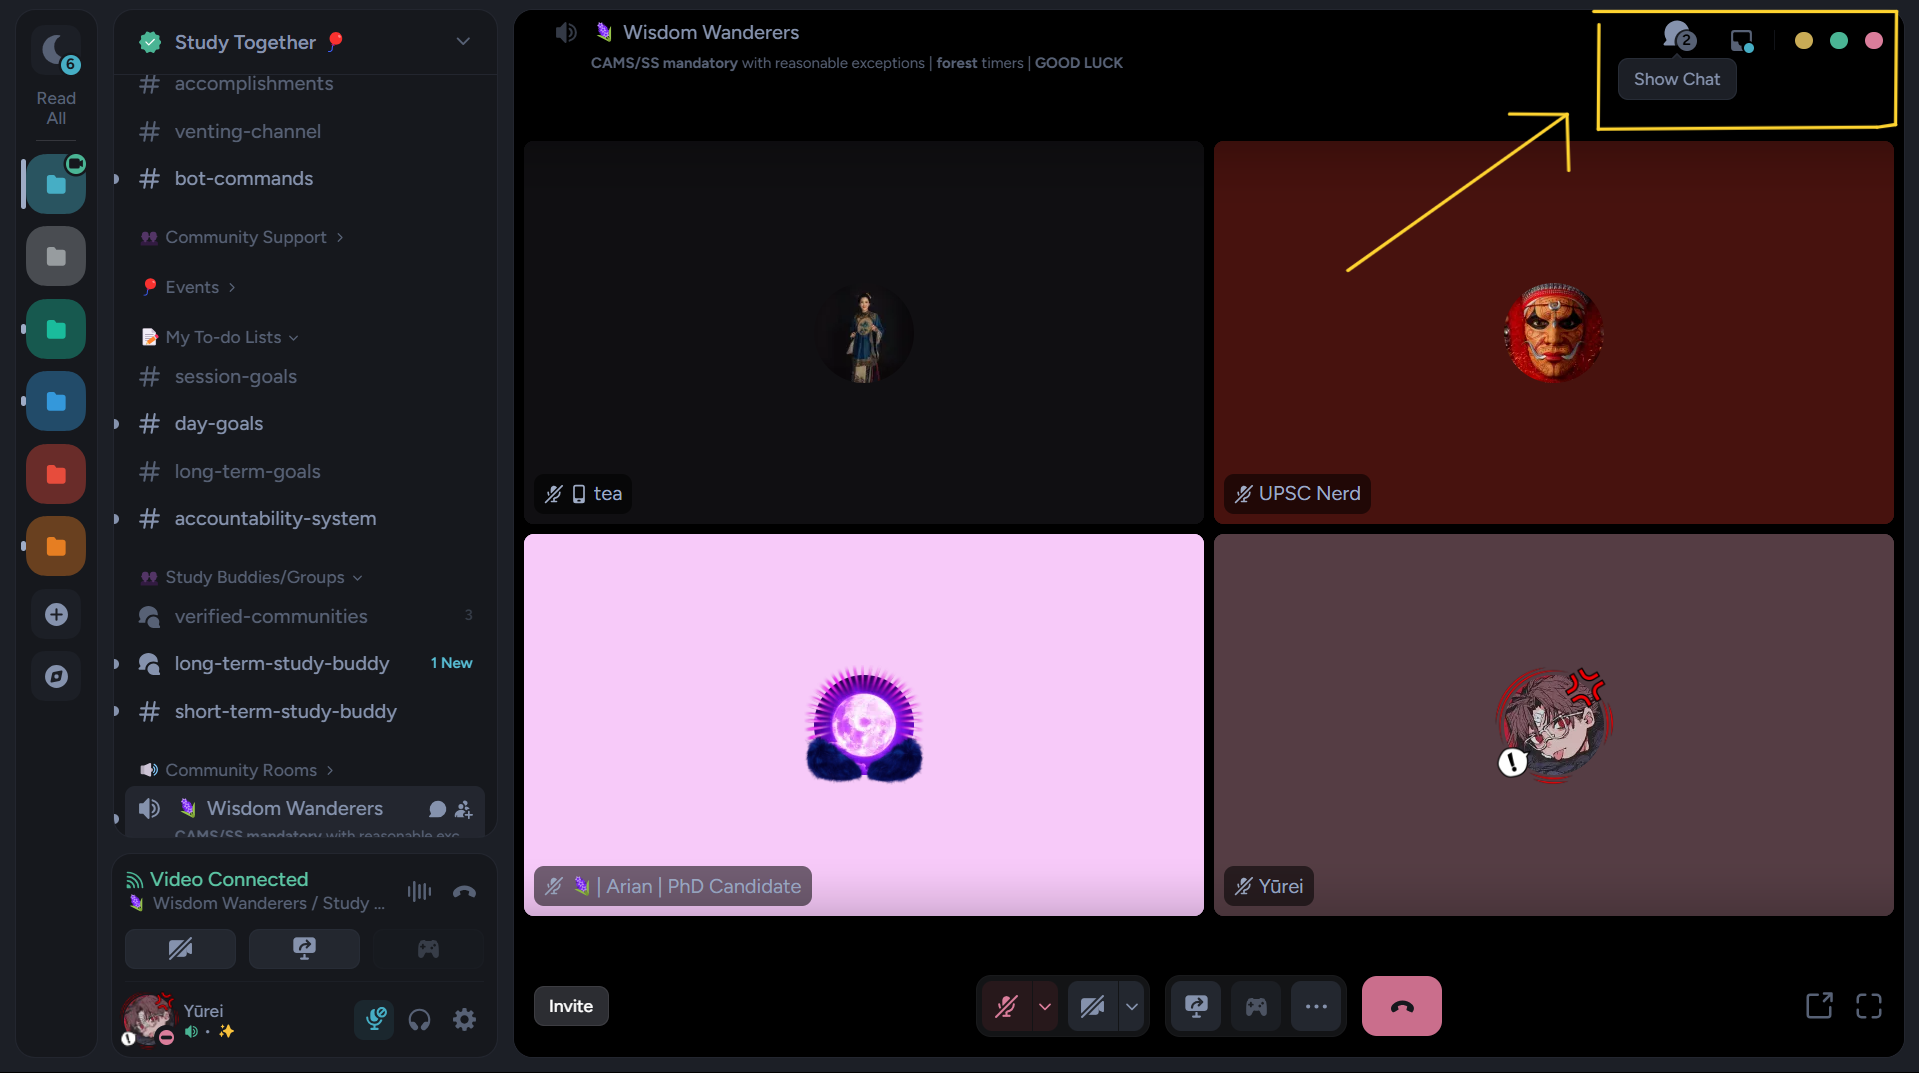 6
Read
All
Study Together
accomplishments
venting-channel
bot-commands
Community Support
Events
My To-do Lists
session-goals
day-goals
long-term-goals
accountability-system
Study Buddies/Groups
verified-communities 3
long-term-study-buddy 1 New
short-term-study-buddy
Community Rooms
Wisdom Wanderers
CAMS/SS mandatory with reasonable exc
Video Connected
Wisdom Wanderers / Study ...
Yūrei
Wisdom Wanderers
CAMS/SS mandatory with reasonable exceptions | forest timers | GOOD LUCK
2
Show Chat
tea
UPSC Nerd
| Arian | PhD Candidate
Yūrei
Invite